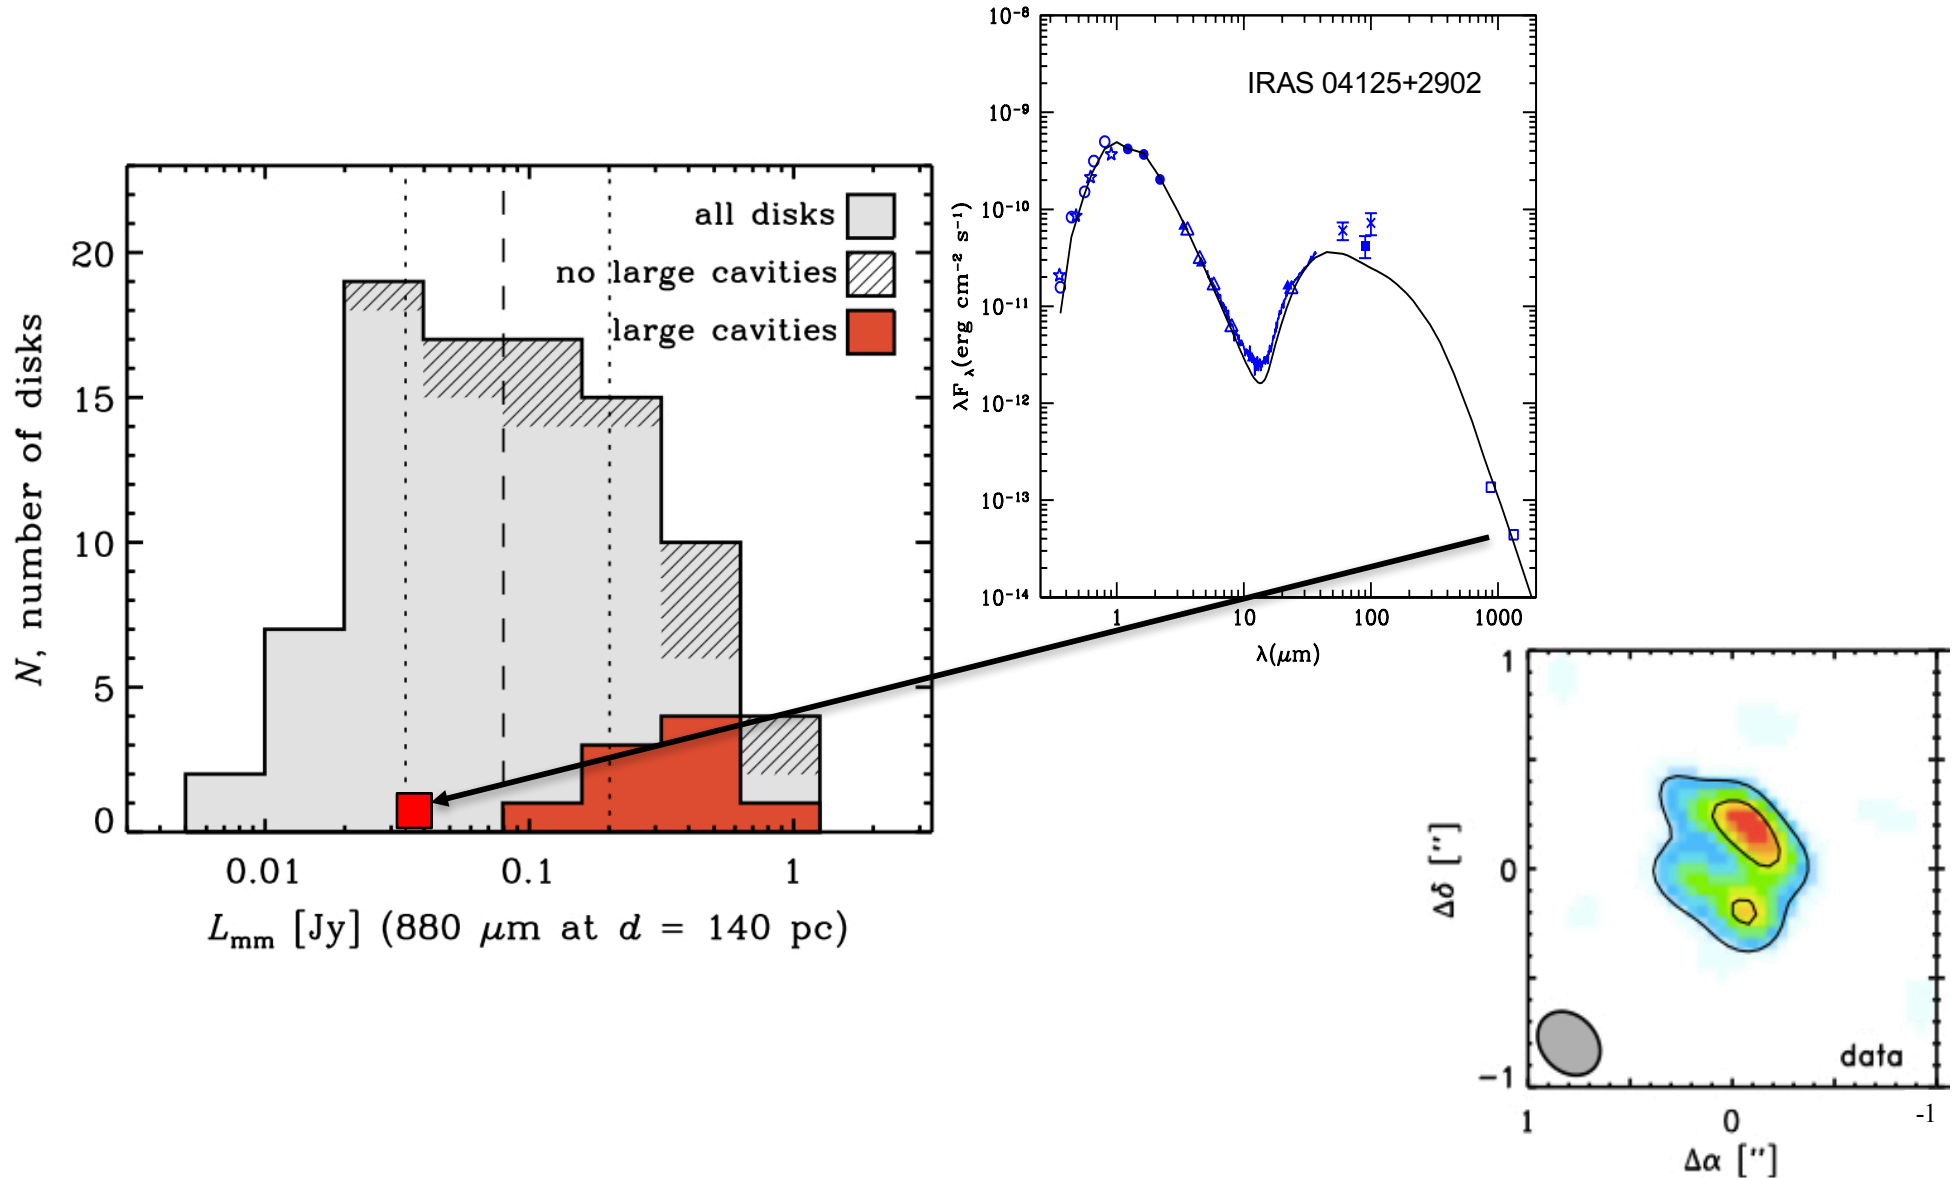 all disks
no large cavities
large cavities
20
15
10
5
0
0.01 0.1 1
N, number of disks
Lmm [Jy] (880 μm at d = 140 pc)
IRAS 04125+2902
10⁻⁸
10⁻⁹
10⁻¹⁰
10⁻¹¹
10⁻¹²
10⁻¹³
10⁻¹⁴
1 10 100 1000
λFλ(erg cm⁻² s⁻¹)
λ(μm)
1
0
−1
Δδ ["]
data
1 0 -1
Δα ["]